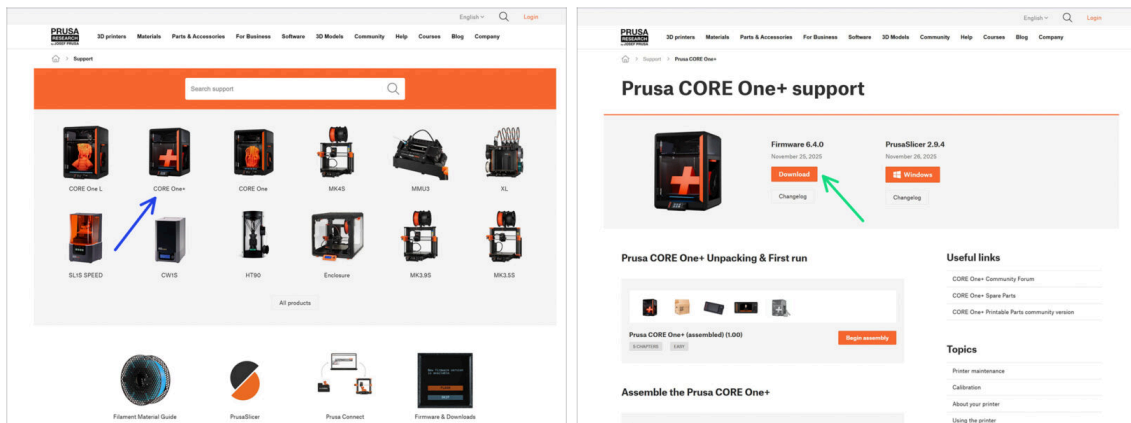 English
Login
PRUSA
RESEARCH
by JOSEF PRUSA
3D printers Materials Parts & Accessories For Business Software 3D Models Community Help Courses Blog Company
Support
Search support
CORE One L CORE One+ CORE One MK4S MMU3 XL
SL1S SPEED CW1S HT90 Enclosure MK3.9S MK3.5S
All products
Filament Material Guide PrusaSlicer Prusa Connect Firmware & Downloads
English
Login
PRUSA
RESEARCH
by JOSEF PRUSA
3D printers Materials Parts & Accessories For Business Software 3D Models Community Help Courses Blog Company
Support Prusa CORE One+
Prusa CORE One+ support
Firmware 6.4.0 PrusaSlicer 2.9.4
November 25, 2025 November 26, 2025
Download Windows
Changelog Changelog
Prusa CORE One+ Unpacking & First run
Prusa CORE One+ (assembled) (1.00)
5 CHAPTERS EASY
Begin assembly
Assemble the Prusa CORE One+
Useful links
CORE One+ Community Forum
CORE One+ Spare Parts
CORE One+ Printable Parts community version
Topics
Printer maintenance
Calibration
About your printer
Using the printer